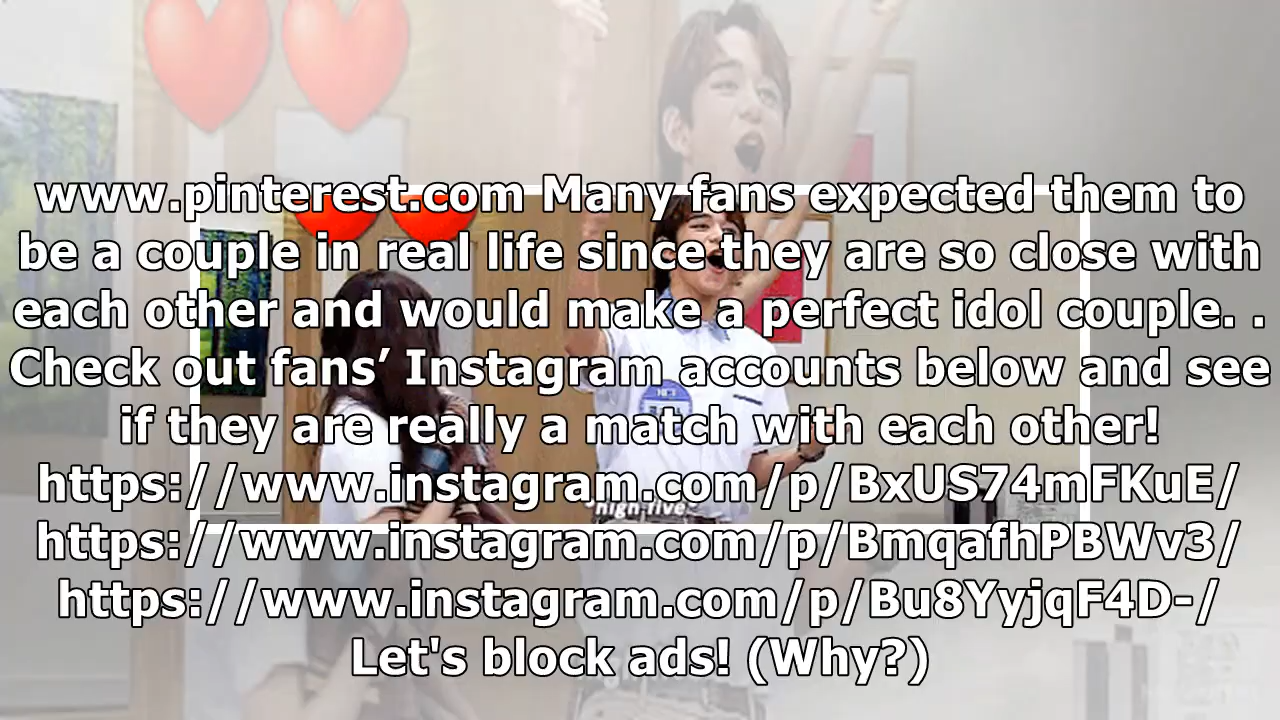 www.pinterest.com Many fans expected them to
be a couple in real life since they are so close with
each other and would make a perfect idol couple. .
Check out fans’ Instagram accounts below and see
if they are really a match with each other!
https://www.instagram.com/p/BxUS74mFKuE/
"high-five"
https://www.instagram.com/p/BmqafhPBWv3/
https://www.instagram.com/p/Bu8YyjqF4D-/
Let's block ads! (Why?)